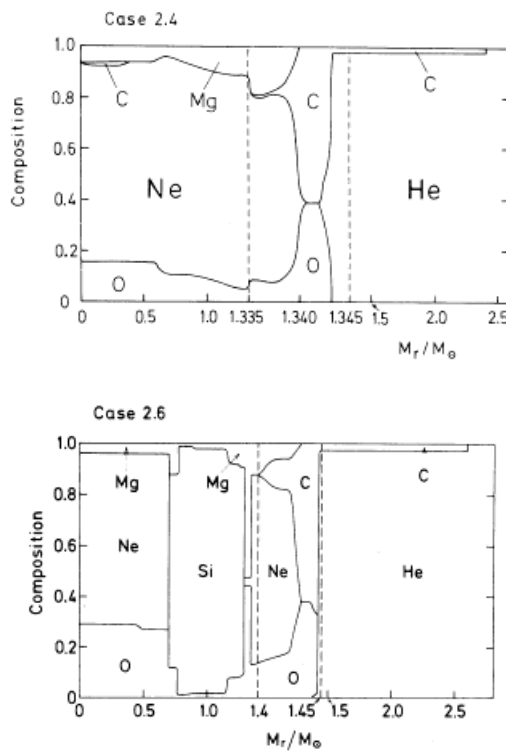 Case 2.4
1.0
C
Mg
C
C
0.8
0.6
Composition
Ne
He
0.4
0.2
O
O
0
0 0.5 1.0 1.335 1.340 1.345 1.5 2.0 2.5
Mr/M⊙
Case 2.6
1.0
Mg
Mg
C
C
0.8
Ne
0.6
Composition
Si
Ne
He
0.4
0.2
O
O
0
0 0.5 1.0 1.4 1.45 1.5 2.0 2.5
Mr/M⊙